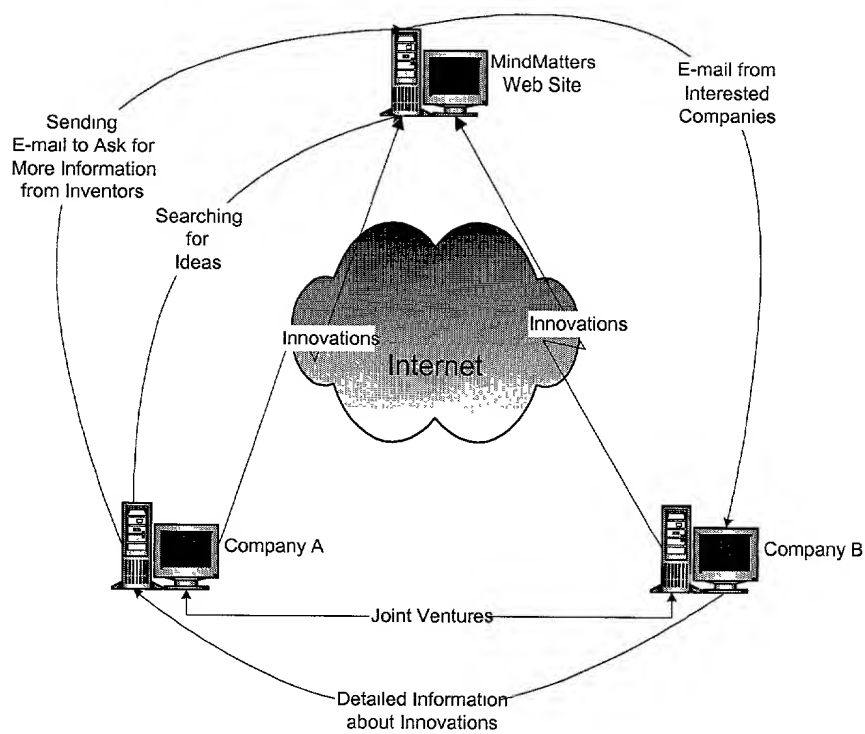 MindMatters
Web Site
E-mail from
Interested
Companies
Sending
E-mail to Ask for
More Information
from Inventors
Searching
for
Ideas
Innovations
Innovations
Internet
Company A
Company B
Joint Ventures
Detailed Information
about Innovations